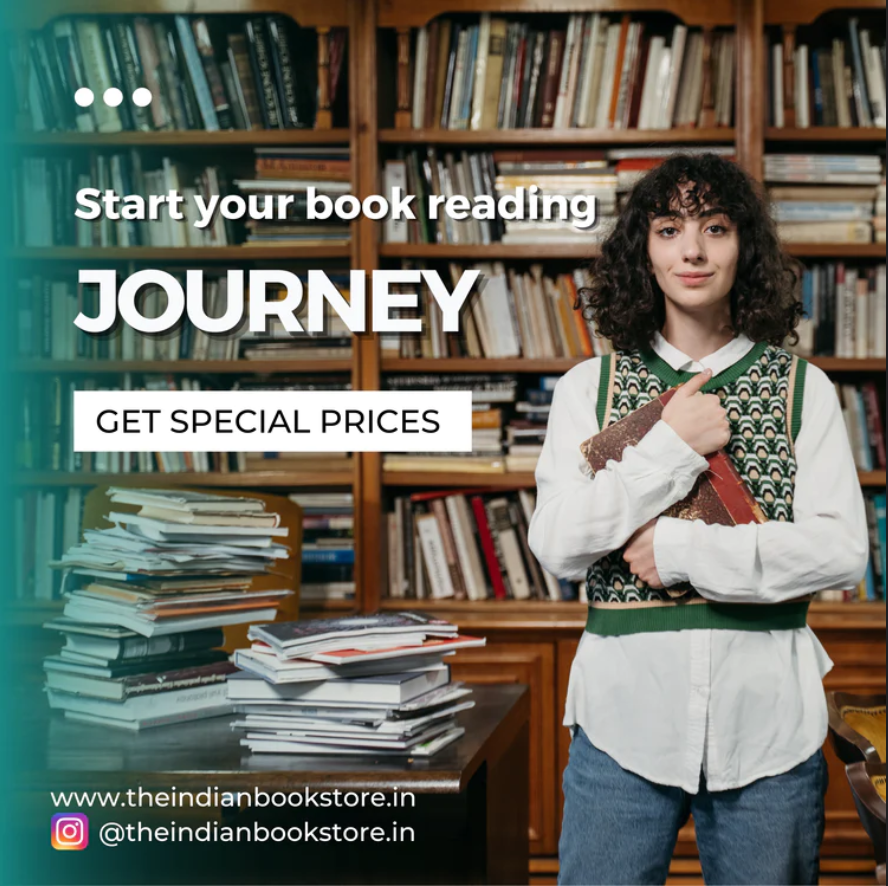 Start your book reading
JOURNEY
GET SPECIAL PRICES
www.theindianbookstore.in
@theindianbookstore.in